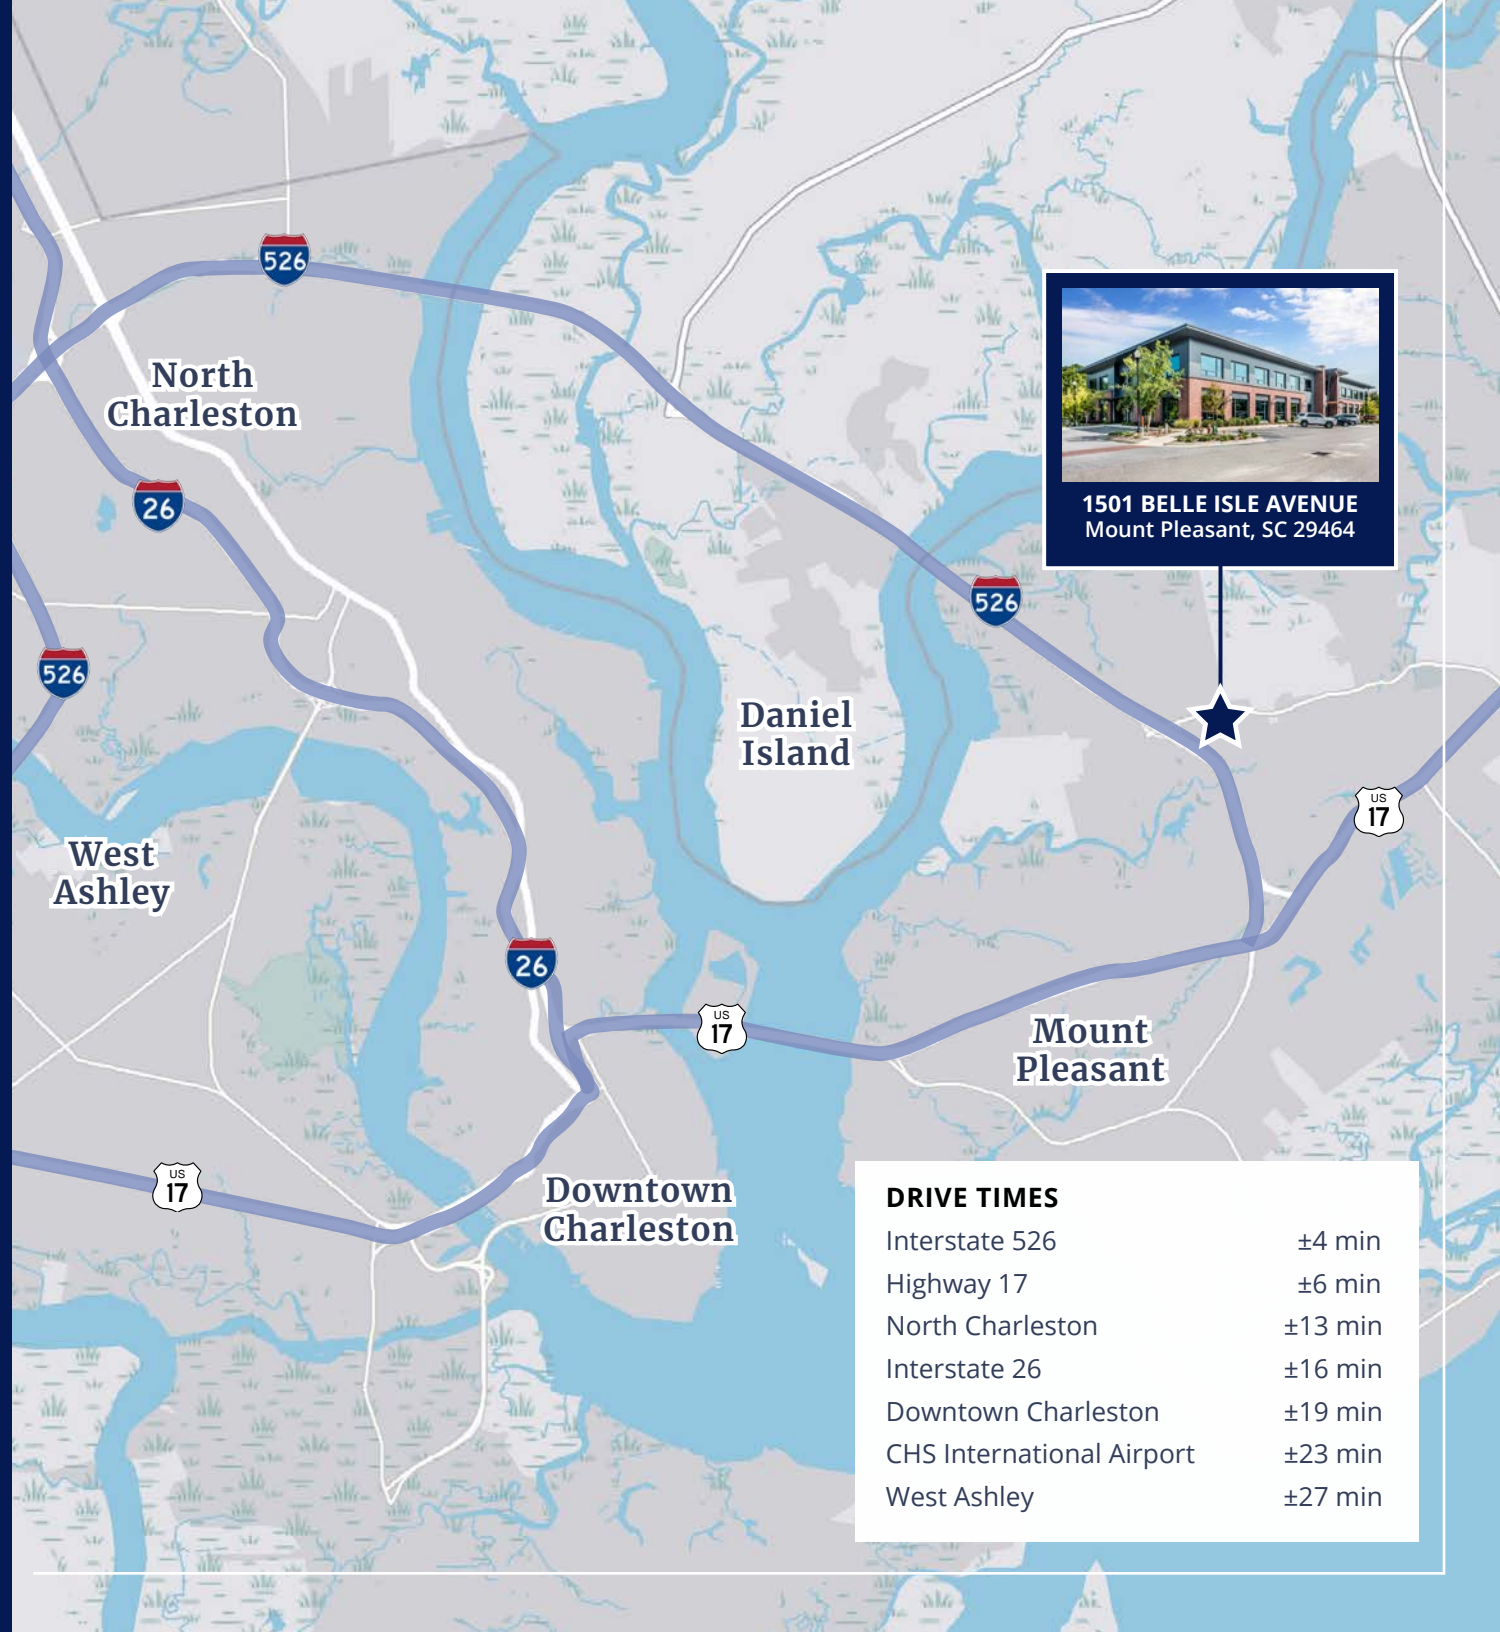 526
North
Charleston
26
1501 BELLE ISLE AVENUE
Mount Pleasant, SC 29464
526
526
Daniel
Island
US
17
West
Ashley
26
US
17
Mount
Pleasant
US
17
Downtown
Charleston
DRIVE TIMES
Interstate 526 ±4 min
Highway 17 ±6 min
North Charleston ±13 min
Interstate 26 ±16 min
Downtown Charleston ±19 min
CHS International Airport ±23 min
West Ashley ±27 min